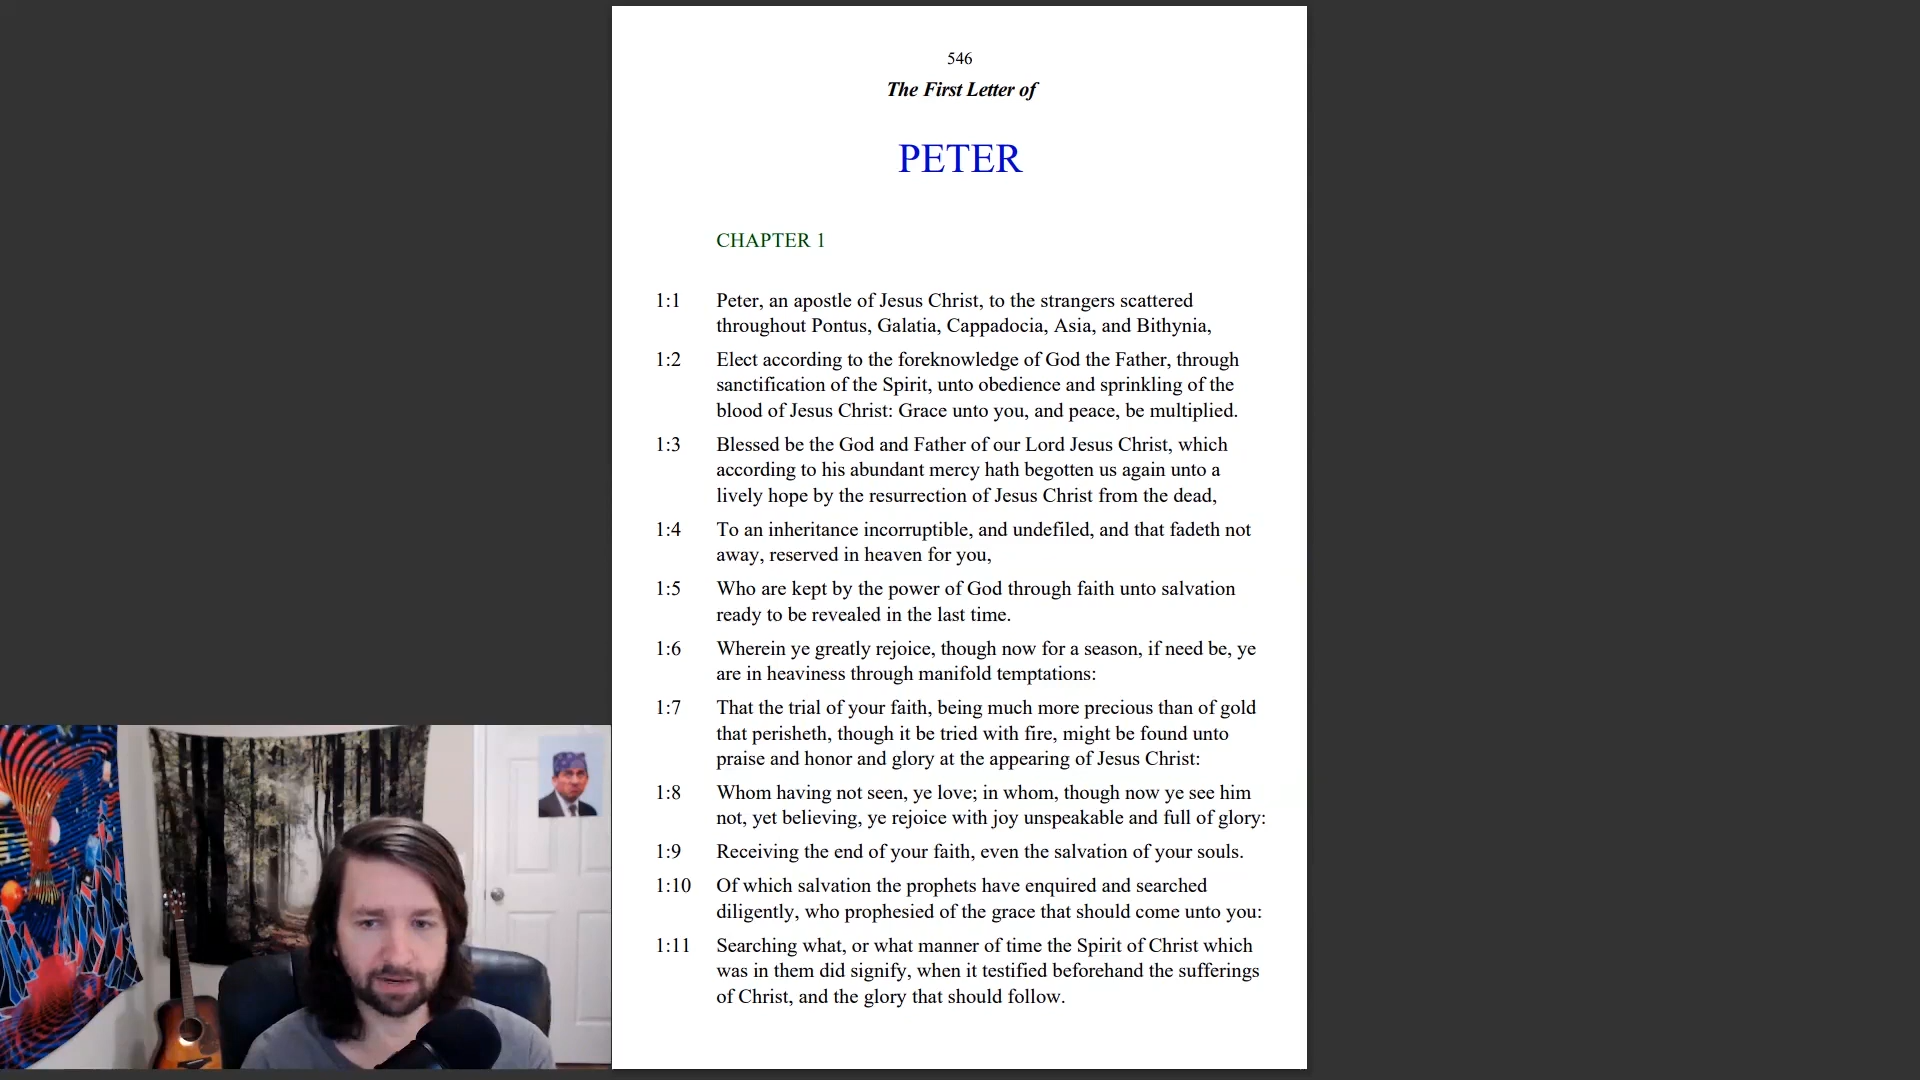 546
The First Letter of
PETER
CHAPTER 1
1:1 Peter, an apostle of Jesus Christ, to the strangers scattered
throughout Pontus, Galatia, Cappadocia, Asia, and Bithynia,
1:2 Elect according to the foreknowledge of God the Father, through
sanctification of the Spirit, unto obedience and sprinkling of the
blood of Jesus Christ: Grace unto you, and peace, be multiplied.
1:3 Blessed be the God and Father of our Lord Jesus Christ, which
according to his abundant mercy hath begotten us again unto a
lively hope by the resurrection of Jesus Christ from the dead,
1:4 To an inheritance incorruptible, and undefiled, and that fadeth not
away, reserved in heaven for you,
1:5 Who are kept by the power of God through faith unto salvation
ready to be revealed in the last time.
1:6 Wherein ye greatly rejoice, though now for a season, if need be, ye
are in heaviness through manifold temptations:
1:7 That the trial of your faith, being much more precious than of gold
that perisheth, though it be tried with fire, might be found unto
praise and honor and glory at the appearing of Jesus Christ:
1:8 Whom having not seen, ye love; in whom, though now ye see him
not, yet believing, ye rejoice with joy unspeakable and full of glory:
1:9 Receiving the end of your faith, even the salvation of your souls.
1:10 Of which salvation the prophets have enquired and searched
diligently, who prophesied of the grace that should come unto you:
1:11 Searching what, or what manner of time the Spirit of Christ which
was in them did signify, when it testified beforehand the sufferings
of Christ, and the glory that should follow.